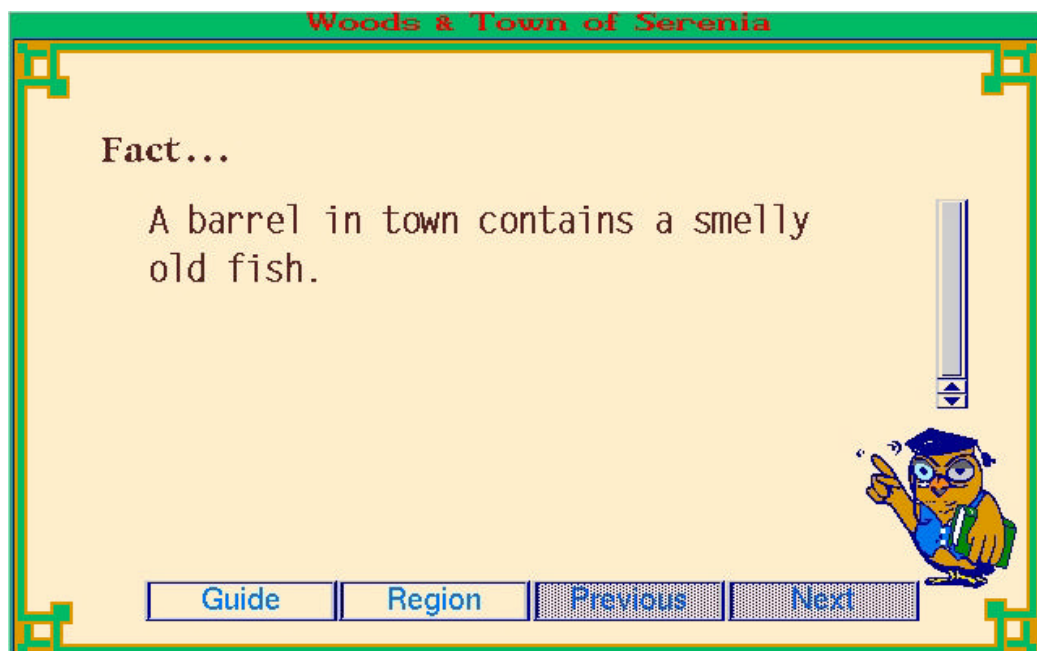 Woods & Town of Serenia
Fact...
A barrel in town contains a smelly
old fish.
Guide
Region
Previous
Next